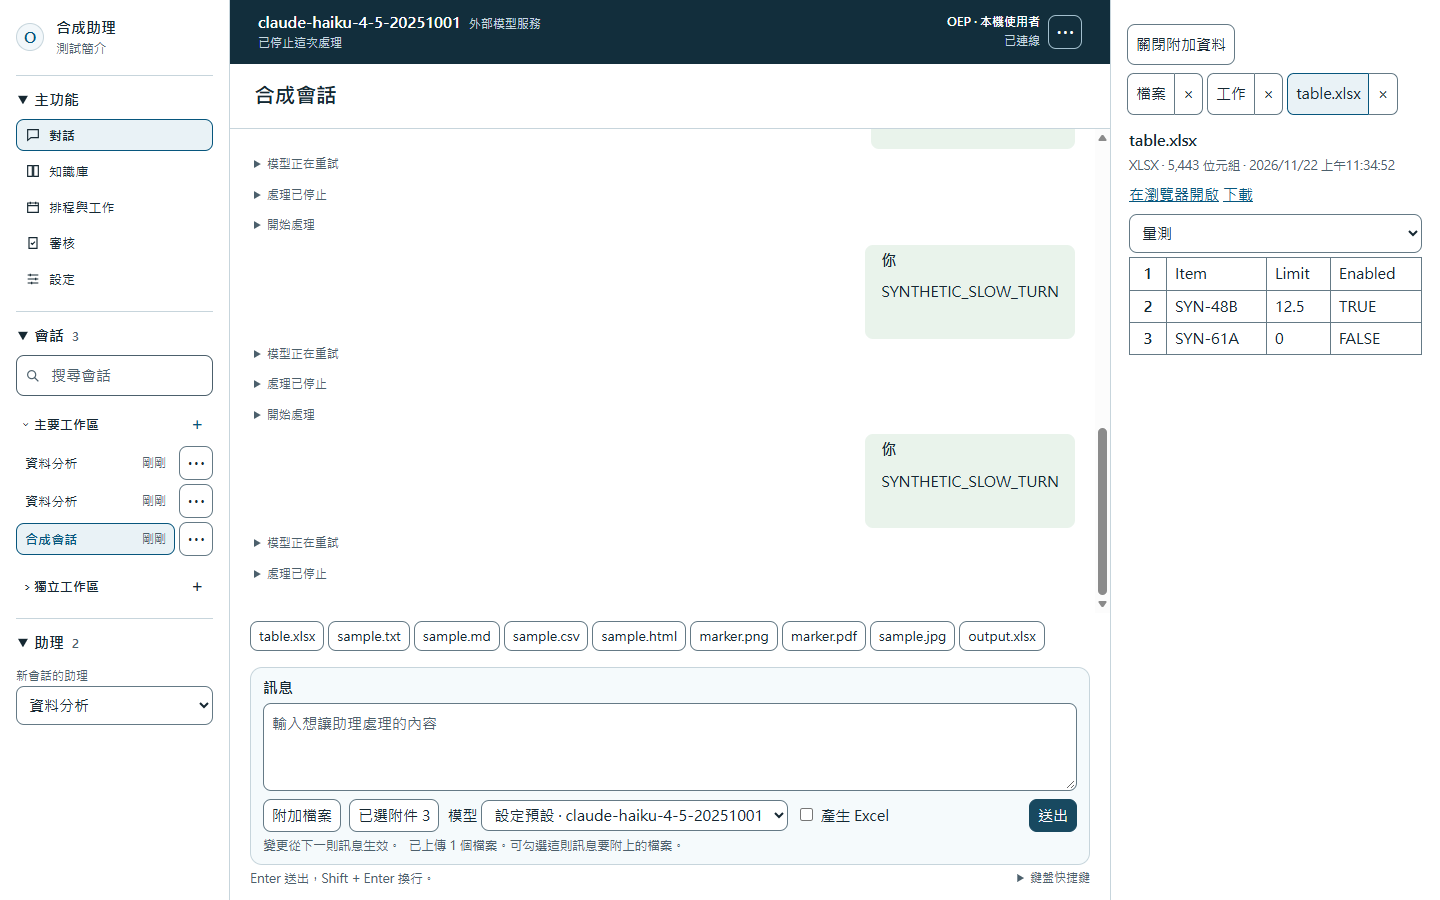 O
合成助理
測試簡介
▼ 主功能
對話
知識庫
排程與工作
審核
設定
▼ 會話 3
搜尋會話
主要工作區 +
資料分析 剛剛 ···
資料分析 剛剛 ···
合成會話 剛剛 ···
獨立工作區 +
▼ 助理 2
新會話的助理
資料分析
claude-haiku-4-5-20251001 外部模型服務
已停止這次處理
OEP · 本機使用者
已連線
···
合成會話
▶ 模型正在重試
▶ 處理已停止
▶ 開始處理
你
SYNTHETIC_SLOW_TURN
▶ 模型正在重試
▶ 處理已停止
▶ 開始處理
你
SYNTHETIC_SLOW_TURN
▶ 模型正在重試
▶ 處理已停止
table.xlsx sample.txt sample.md sample.csv sample.html marker.png marker.pdf sample.jpg output.xlsx
訊息
輸入想讓助理處理的內容
附加檔案 已選附件 3 模型 設定預設 · claude-haiku-4-5-20251001 產生 Excel 送出
變更從下一則訊息生效。 已上傳 1 個檔案。可勾選這則訊息要附上的檔案。
Enter 送出，Shift + Enter 換行。 ▶ 鍵盤快捷鍵
關閉附加資料
檔案 × 工作 × table.xlsx ×
table.xlsx
XLSX · 5,443 位元組 · 2026/11/22 上午11:34:52
在瀏覽器開啟 下載
量測
1 Item Limit Enabled
2 SYN-48B 12.5 TRUE
3 SYN-61A 0 FALSE